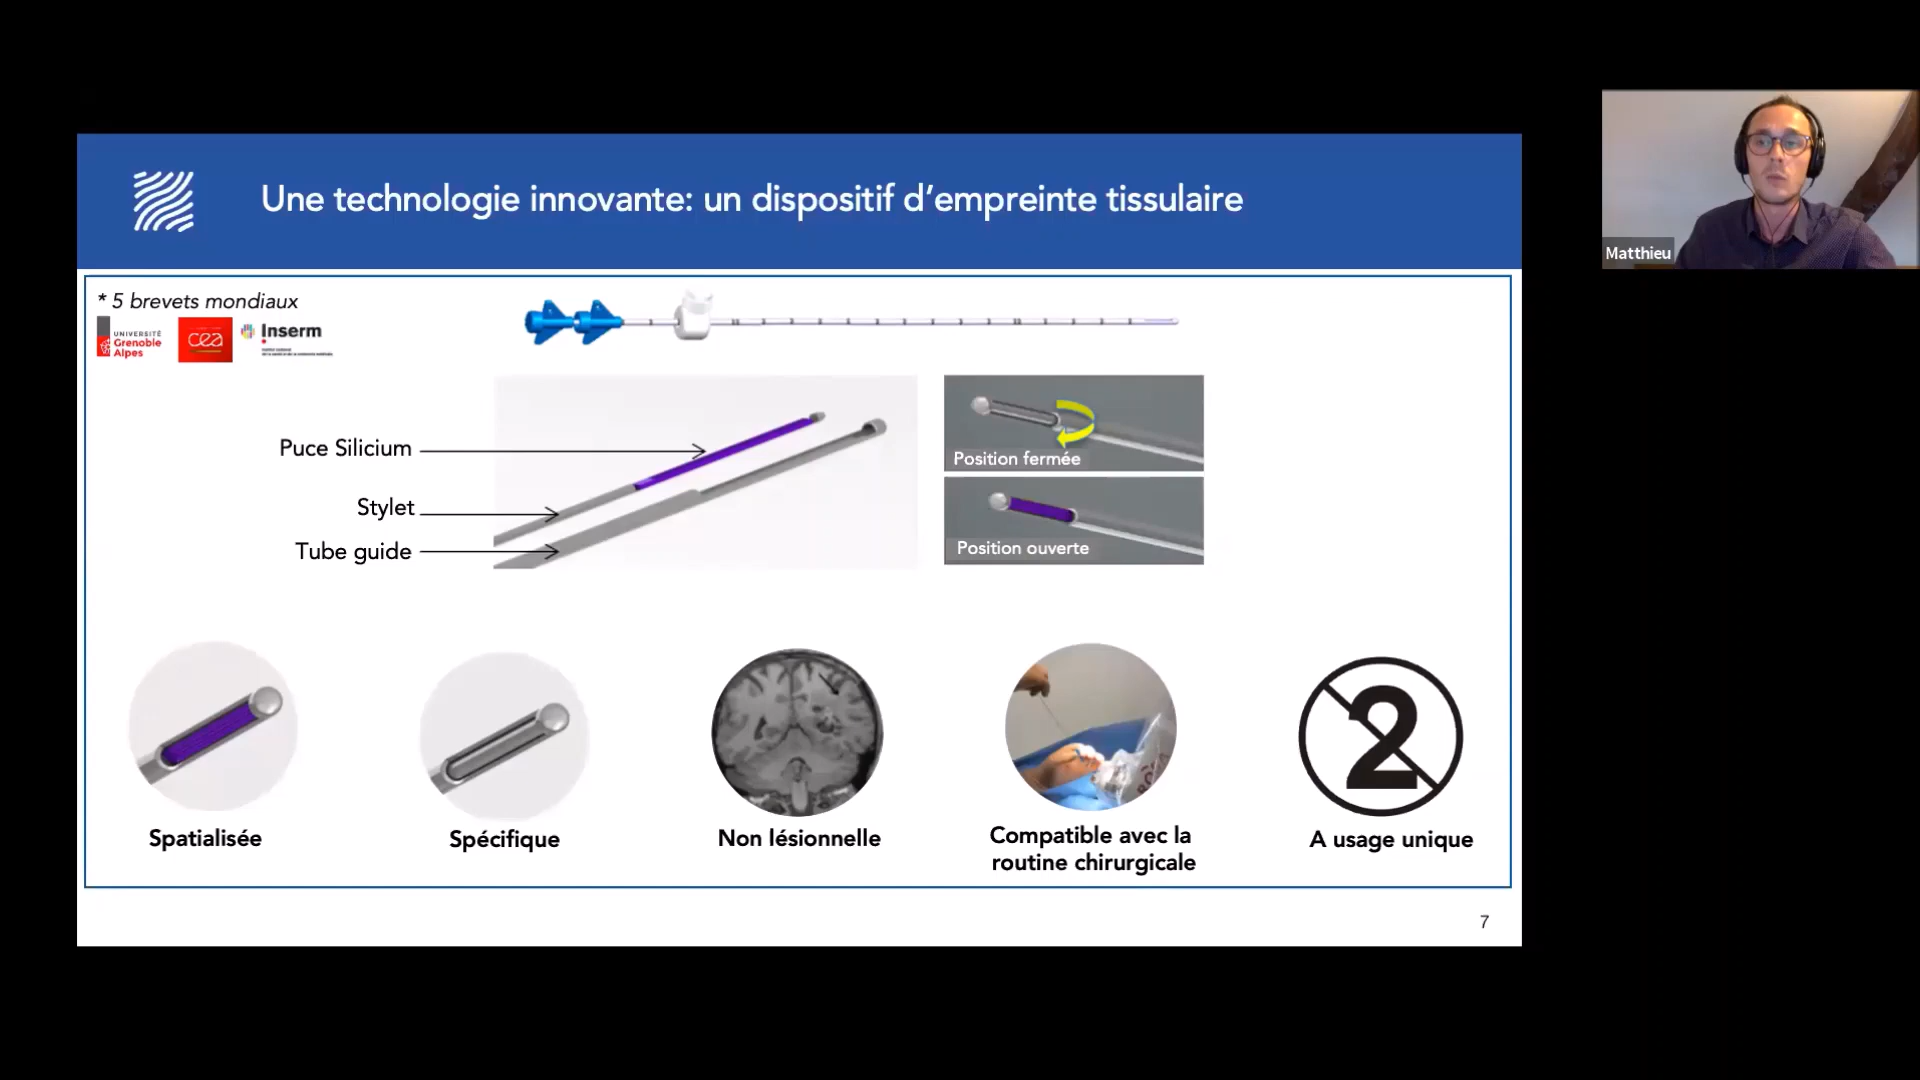 Une technologie innovante: un dispositif d'empreinte tissulaire
Matthieu
* 5 brevets mondiaux
UNIVERSITÉ
Grenoble
Alpes
cea
Inserm
Puce Silicium
Stylet
Tube guide
Position fermée
Position ouverte
2
Spatialisée
Spécifique
Non lésionnelle
Compatible avec la
routine chirurgicale
A usage unique
7